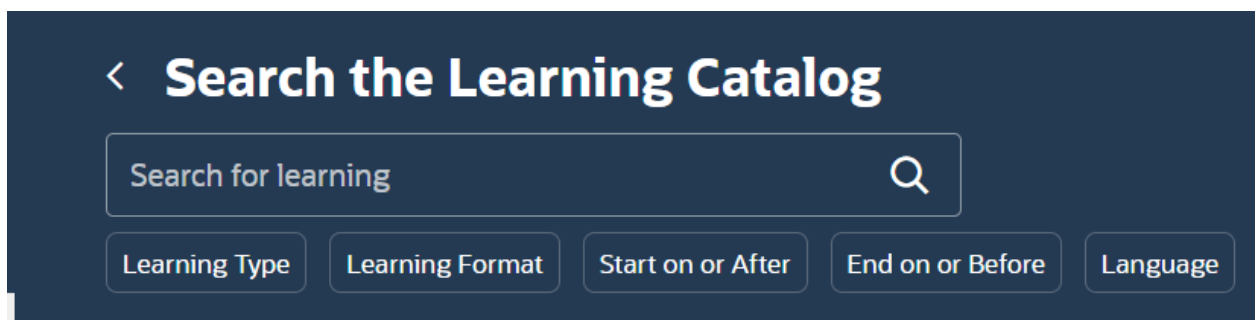 Search the Learning Catalog
Search for learning
Learning Type Learning Format Start on or After End on or Before Language